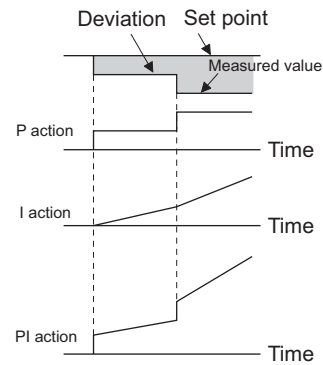 Deviation Set point
Measured value
P action
Time
I action
Time
PI action
Time